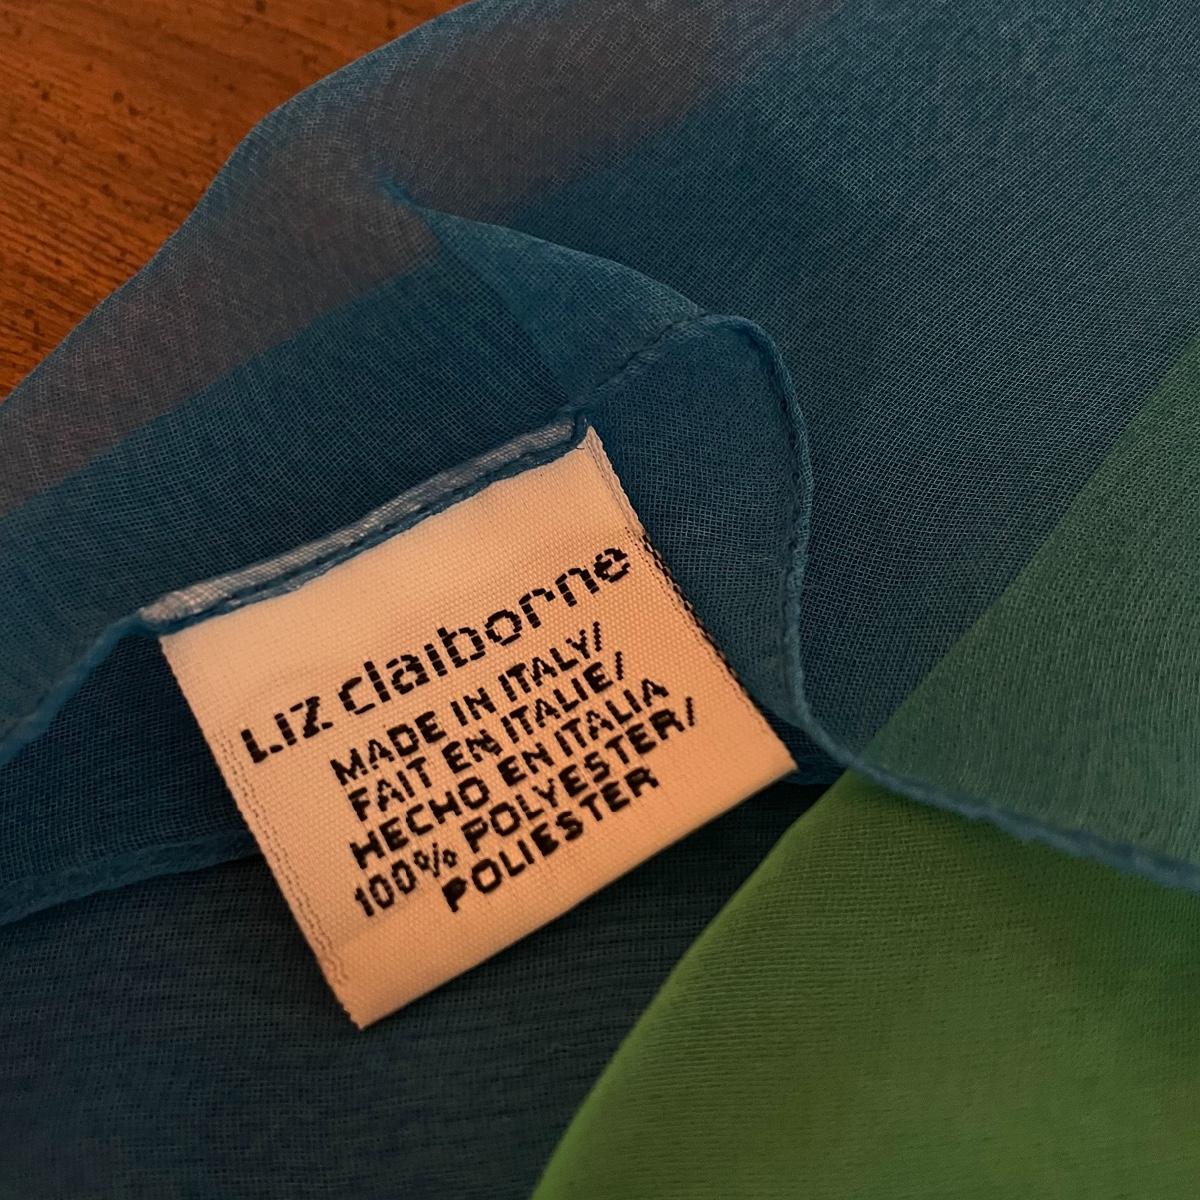 LIZ claiborne
MADE IN ITALY/
FAIT EN ITALIE/
HECHO EN ITALIA
100% POLYESTER/
POLIESTER